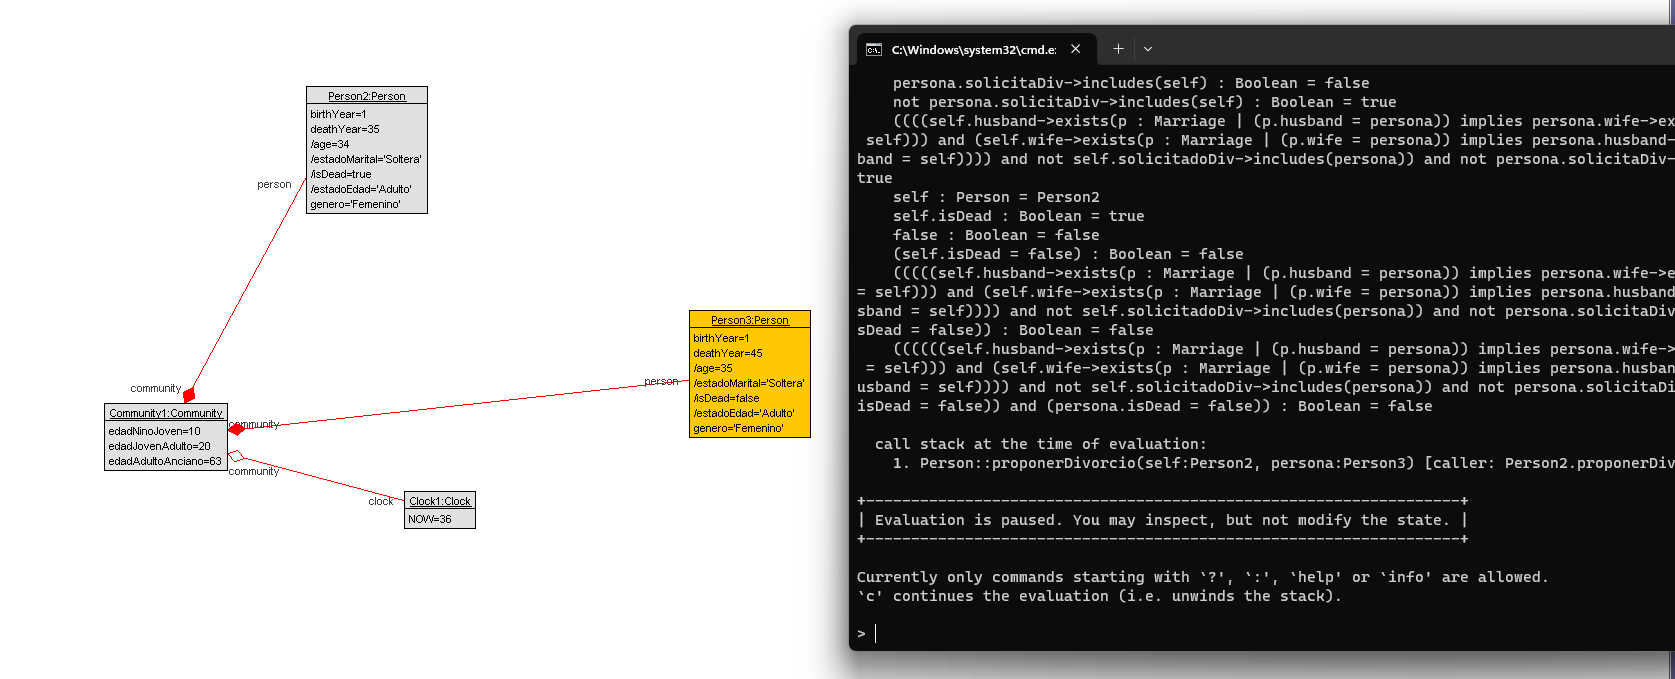 Person2:Person
birthYear=1
deathYear=35
/age=34
/estadoMarital='Soltera'
/isDead=true
/estadoEdad='Adulto'
genero='Femenino'
person
Person3:Person
birthYear=1
deathYear=45
/age=35
/estadoMarital='Soltera'
/isDead=false
/estadoEdad='Adulto'
genero='Femenino'
person
community
Community1:Community
edadNinoJoven=10
edadJovenAdulto=20
edadAdultoAnciano=63
community
community
clock
Clock1:Clock
NOW=36
C:\Windows\system32\cmd.e:
persona.solicitaDiv->includes(self) : Boolean = false
not persona.solicitaDiv->includes(self) : Boolean = true
((((self.husband->exists(p : Marriage | (p.husband = persona)) implies persona.wife->ex
self))) and (self.wife->exists(p : Marriage | (p.wife = persona)) implies persona.husband-
band = self)))) and not self.solicitadoDiv->includes(persona)) and not persona.solicitaDiv-
true
self : Person = Person2
self.isDead : Boolean = true
false : Boolean = false
(self.isDead = false) : Boolean = false
(((((self.husband->exists(p : Marriage | (p.husband = persona)) implies persona.wife->e
= self))) and (self.wife->exists(p : Marriage | (p.wife = persona)) implies persona.husband
sband = self)))) and not self.solicitadoDiv->includes(persona)) and not persona.solicitaDiv
sDead = false)) : Boolean = false
((((((self.husband->exists(p : Marriage | (p.husband = persona)) implies persona.wife->
= self))) and (self.wife->exists(p : Marriage | (p.wife = persona)) implies persona.husban
usband = self)))) and not self.solicitadoDiv->includes(persona)) and not persona.solicitaDi
isDead = false)) and (persona.isDead = false)) : Boolean = false
call stack at the time of evaluation:
1. Person::proponerDivorcio(self:Person2, persona:Person3) [caller: Person2.proponerDiv
+------------------------------------------------------------------+
| Evaluation is paused. You may inspect, but not modify the state. |
+------------------------------------------------------------------+
Currently only commands starting with `?', `:', `help' or `info' are allowed.
`c' continues the evaluation (i.e. unwinds the stack).
>